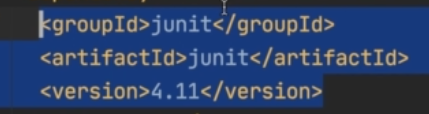 <groupId>junit</groupId>
<artifactId>junit</artifactId>
<version>4.11</version>